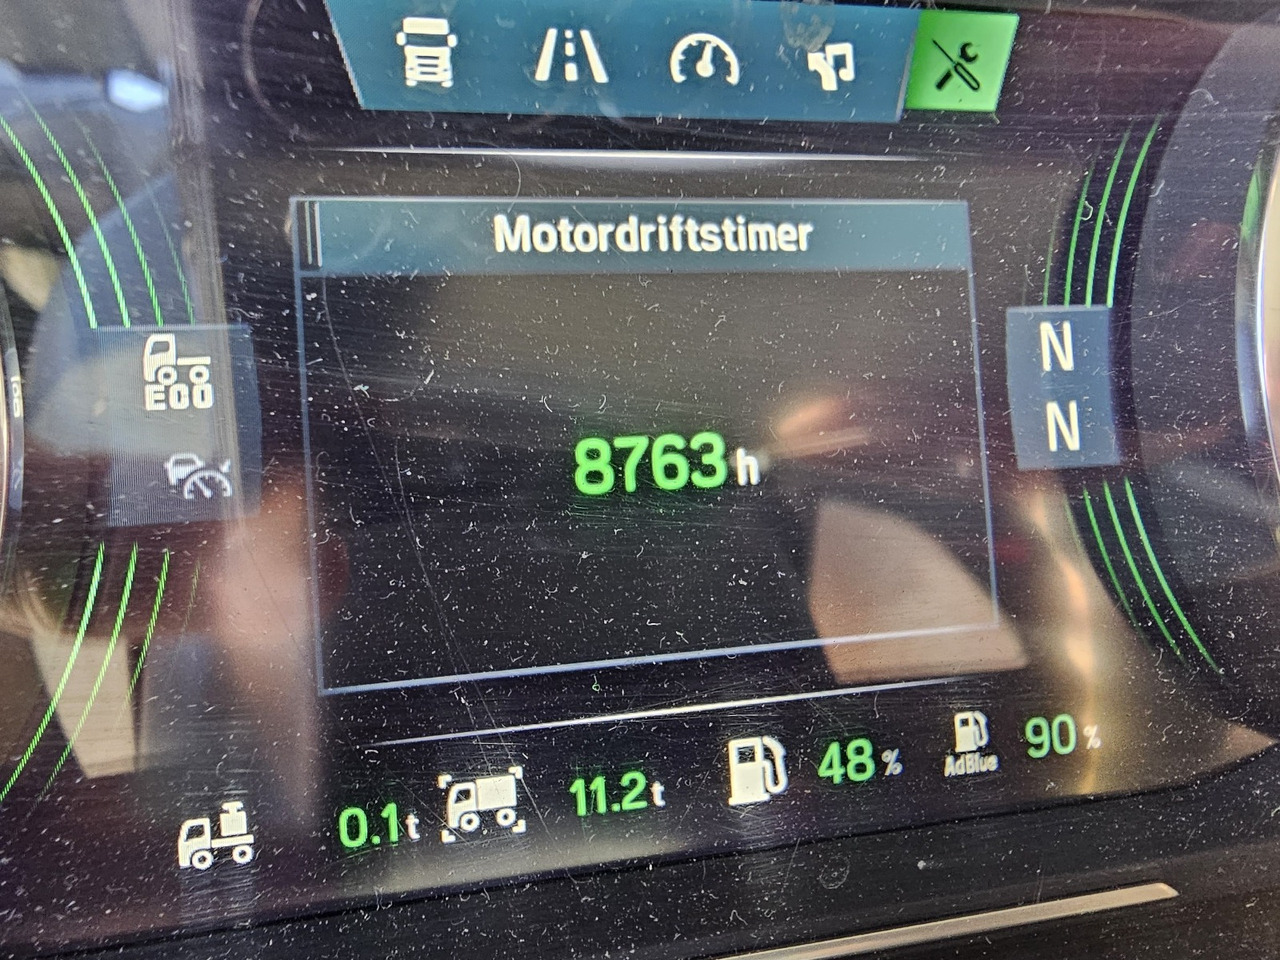 Motordriftstimer
ECO
N
N
8763 h
0.1 t
11.2 t
48 %
AdBlue
90 %